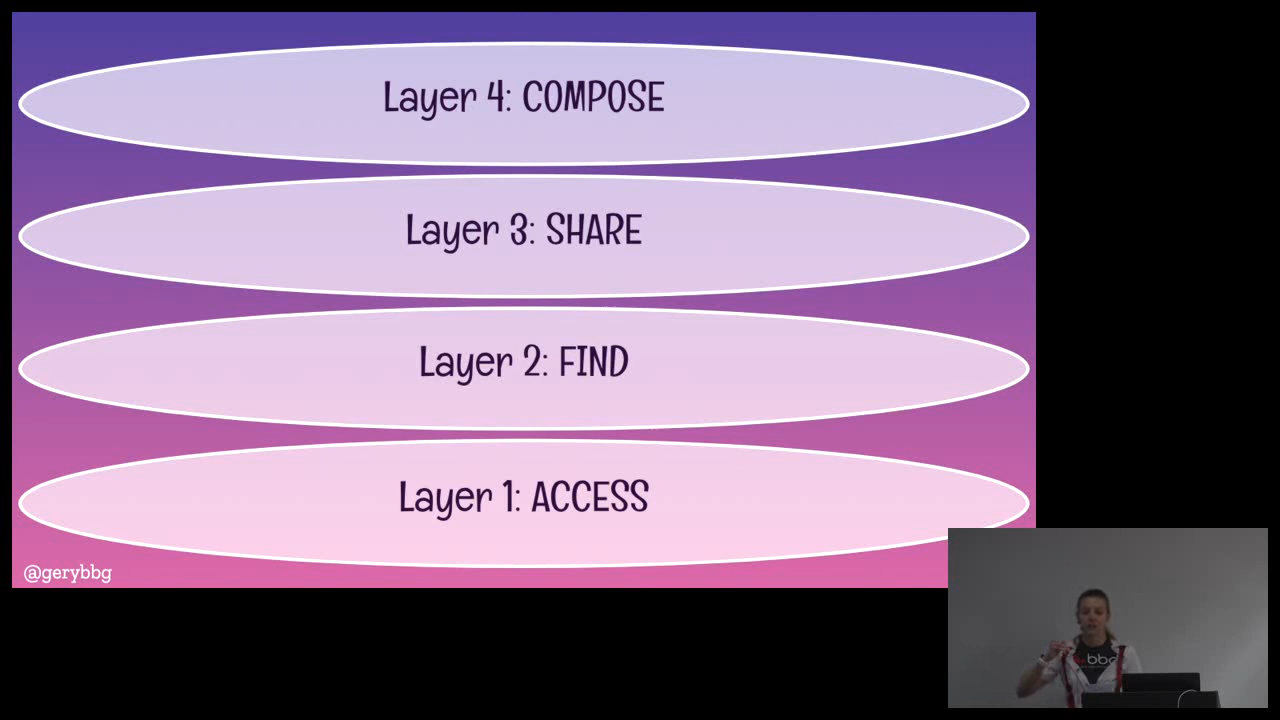 Layer 4: COMPOSE
Layer 3: SHARE
Layer 2: FIND
Layer 1: ACCESS
@gerybbg